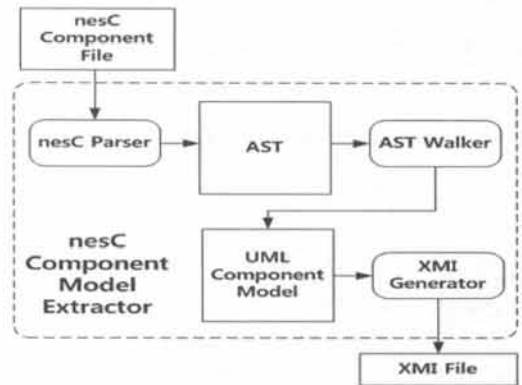 nesC
Component
File
nesC Parser
AST
AST Walker
nesC
Component
Model
Extractor
UML
Component
Model
XMI
Generator
XMI File